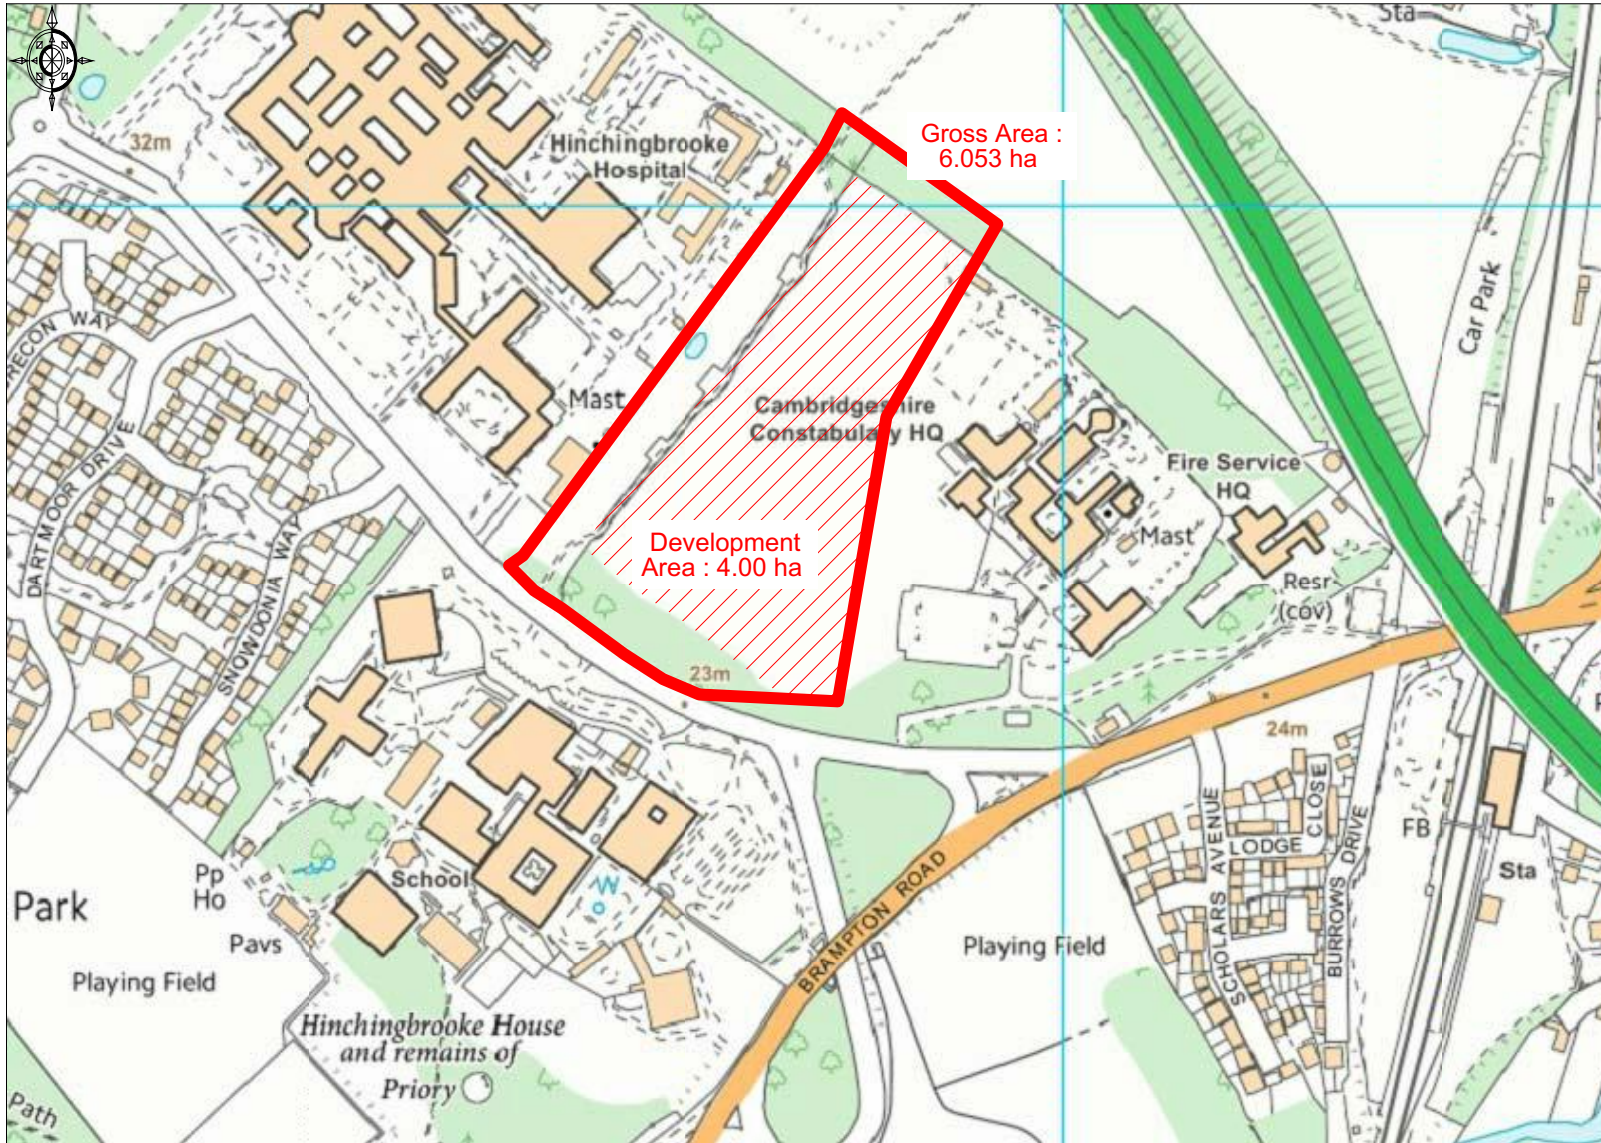 Sta
32m
Hinchingbrooke
Hospital
Gross Area :
6.053 ha
Car Park
RECON WAY
DARTMOOR DRIVE
SNOWDONIA WAY
Mast
Cambridgeshire
Constabulary HQ
Fire Service
HQ
Mast
Development
Area : 4.00 ha
Resr
(cov)
23m
24m
SCHOLARS AVENUE
LODGE
CLOSE
BURROWS DRIVE
FB
Sta
BRAMPTON ROAD
School
W
Pp
Ho
Park
Pavs
Playing Field
Playing Field
Hinchingbrooke House
and remains of
Priory
Path